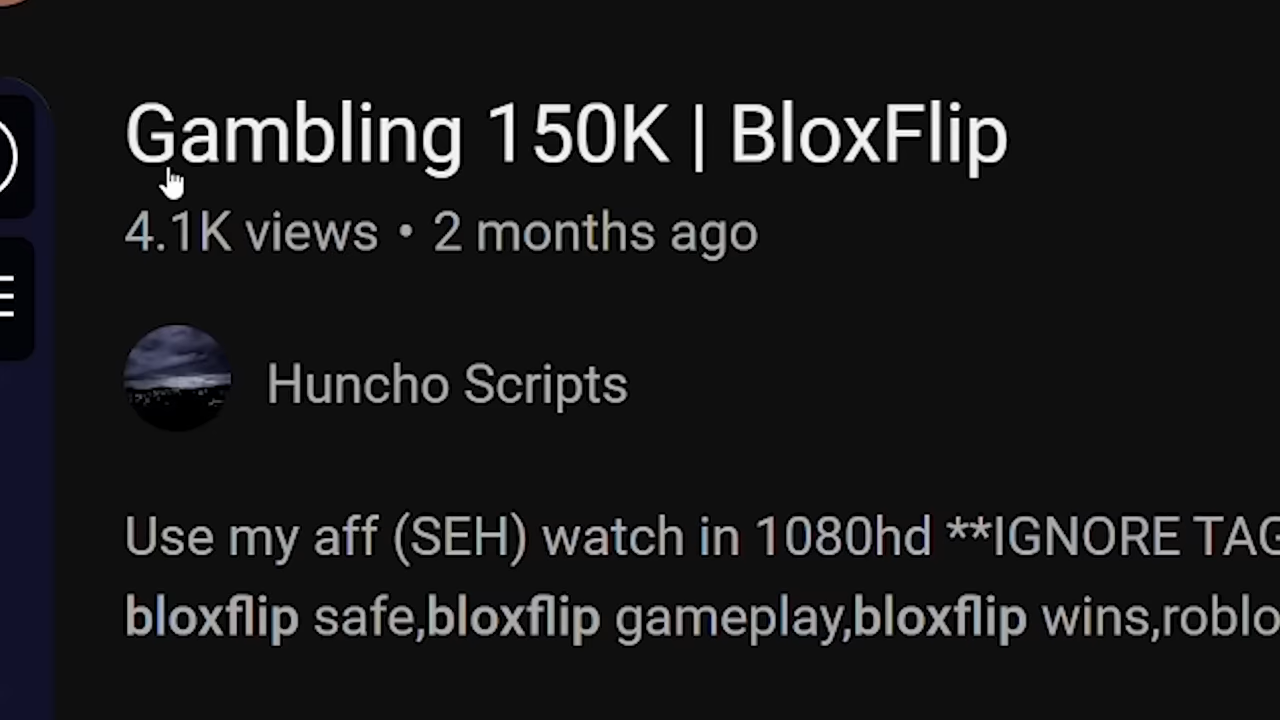 Gambling 150K | BloxFlip
4.1K views • 2 months ago
Huncho Scripts
Use my aff (SEH) watch in 1080hd **IGNORE TAG
bloxflip safe,bloxflip gameplay,bloxflip wins,roblo